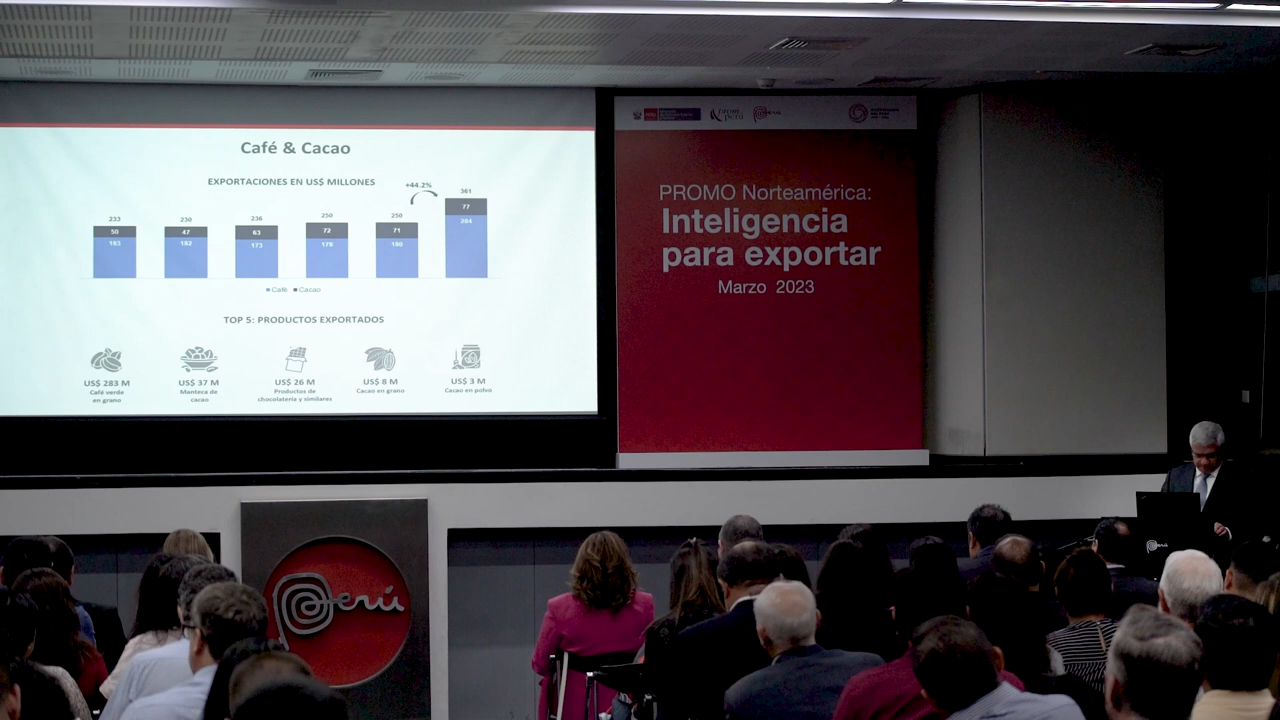 Café & Cacao
EXPORTACIONES EN US$ MILLONES
+44.2%
233 230 236 250 250 361
50 47 63 72 71 77
183 182 173 178 180 284
Café Cacao
TOP 5: PRODUCTOS EXPORTADOS
US$ 283 M
Café verde
en grano
US$ 37 M
Manteca de
cacao
US$ 26 M
Productos de
chocolatería y similares
US$ 8 M
Cacao en grano
US$ 3 M
Cacao en polvo
PROMO Norteamérica:
Inteligencia
para exportar
Marzo 2023
Perú
Perú